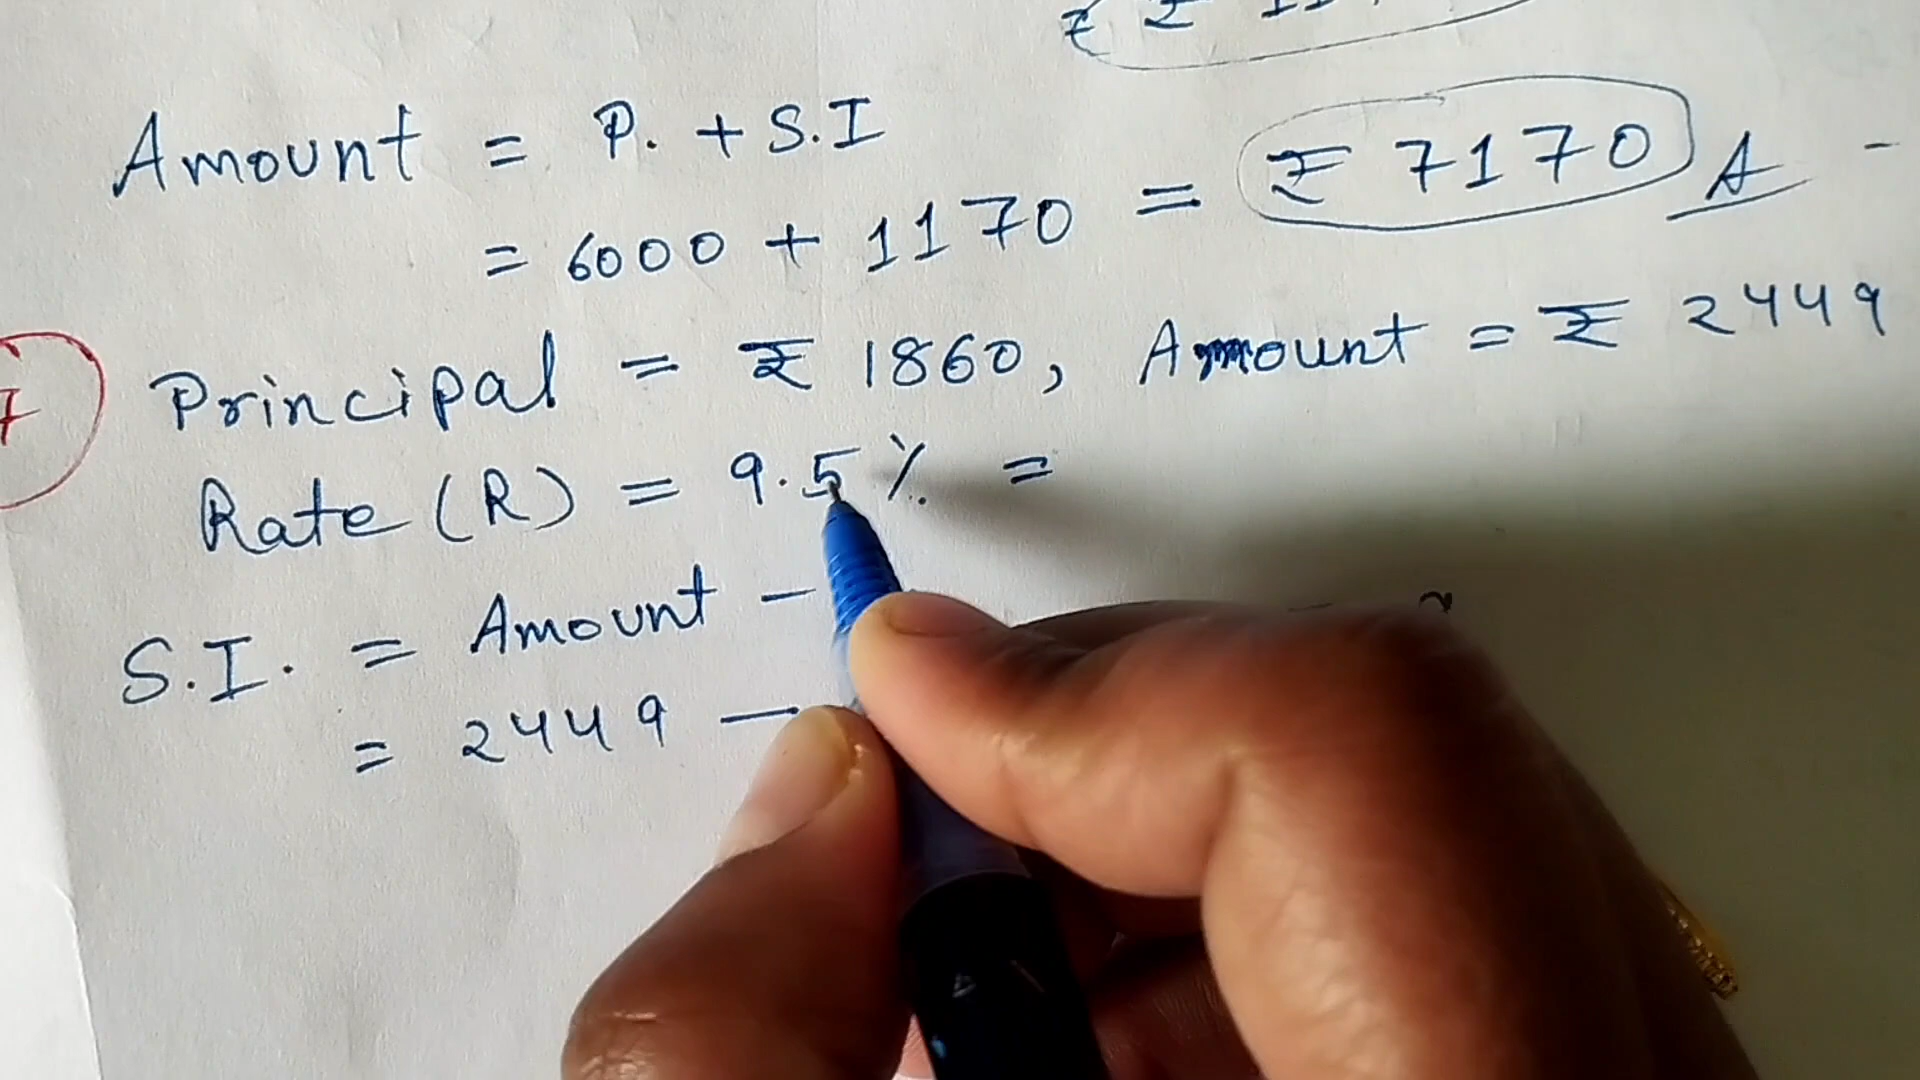 Amount = P. + S.I
= 6000 + 1170 = ₹ 7170 A
7 Principal = ₹ 1860, Amount = ₹ 2449
Rate (R) = 9.5 % =
S.I. = Amount -
= 2449 -